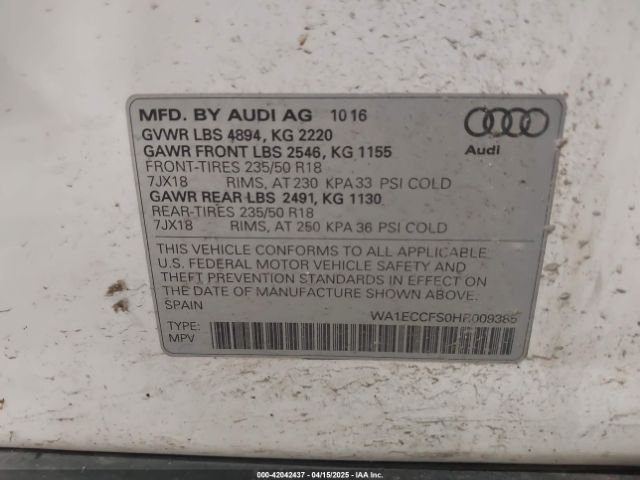 MFD. BY AUDI AG 10 16
GVWR LBS 4894, KG 2220
GAWR FRONT LBS 2546, KG 1155
FRONT-TIRES 235/50 R18
7JX18 RIMS, AT 230 KPA 33 PSI COLD
GAWR REAR LBS 2491, KG 1130
REAR-TIRES 235/50 R18
7JX18 RIMS, AT 250 KPA 36 PSI COLD
Audi
THIS VEHICLE CONFORMS TO ALL APPLICABLE
U.S. FEDERAL MOTOR VEHICLE SAFETY AND
THEFT PREVENTION STANDARDS IN EFFECT ON
THE DATE OF MANUFACTURE SHOWN ABOVE.
SPAIN
WA1ECCFS0HR009385
TYPE:
MPV
000-42042437 - 04/15/2025 - IAA Inc.